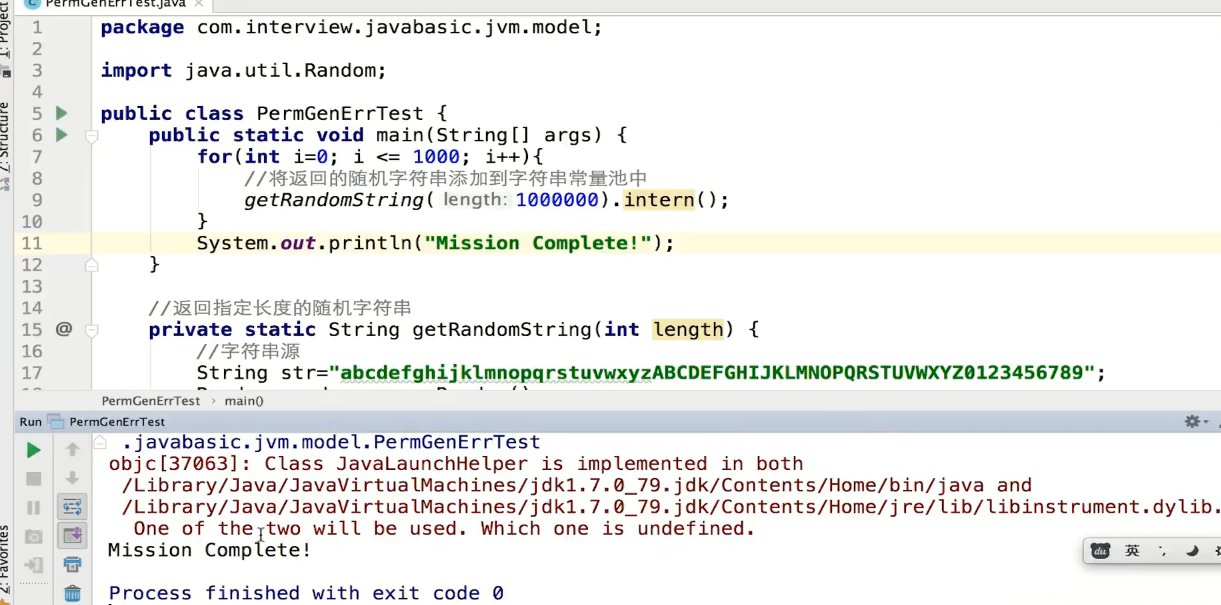 PermGenErrTest.java
1: Project
1 package com.interview.javabasic.jvm.model;
2
3 import java.util.Random;
4
5 public class PermGenErrTest {
6 public static void main(String[] args) {
7 for(int i=0; i <= 1000; i++){
8 //将返回的随机字符串添加到字符串常量池中
9 getRandomString( length: 1000000).intern();
10 }
11 System.out.println("Mission Complete!");
12 }
13
14 //返回指定长度的随机字符串
15 @ private static String getRandomString(int length) {
16 //字符串源
17 String str="abcdefghijklmnopqrstuvwxyzABCDEFGHIJKLMNOPQRSTUVWXYZ0123456789";
Z: Structure
PermGenErrTest › main()
Run PermGenErrTest
.javabasic.jvm.model.PermGenErrTest
objc[37063]: Class JavaLaunchHelper is implemented in both
/Library/Java/JavaVirtualMachines/jdk1.7.0_79.jdk/Contents/Home/bin/java and
/Library/Java/JavaVirtualMachines/jdk1.7.0_79.jdk/Contents/Home/jre/lib/libinstrument.dylib.
One of the two will be used. Which one is undefined.
Mission Complete!
Process finished with exit code 0
2: Favorites
du 英